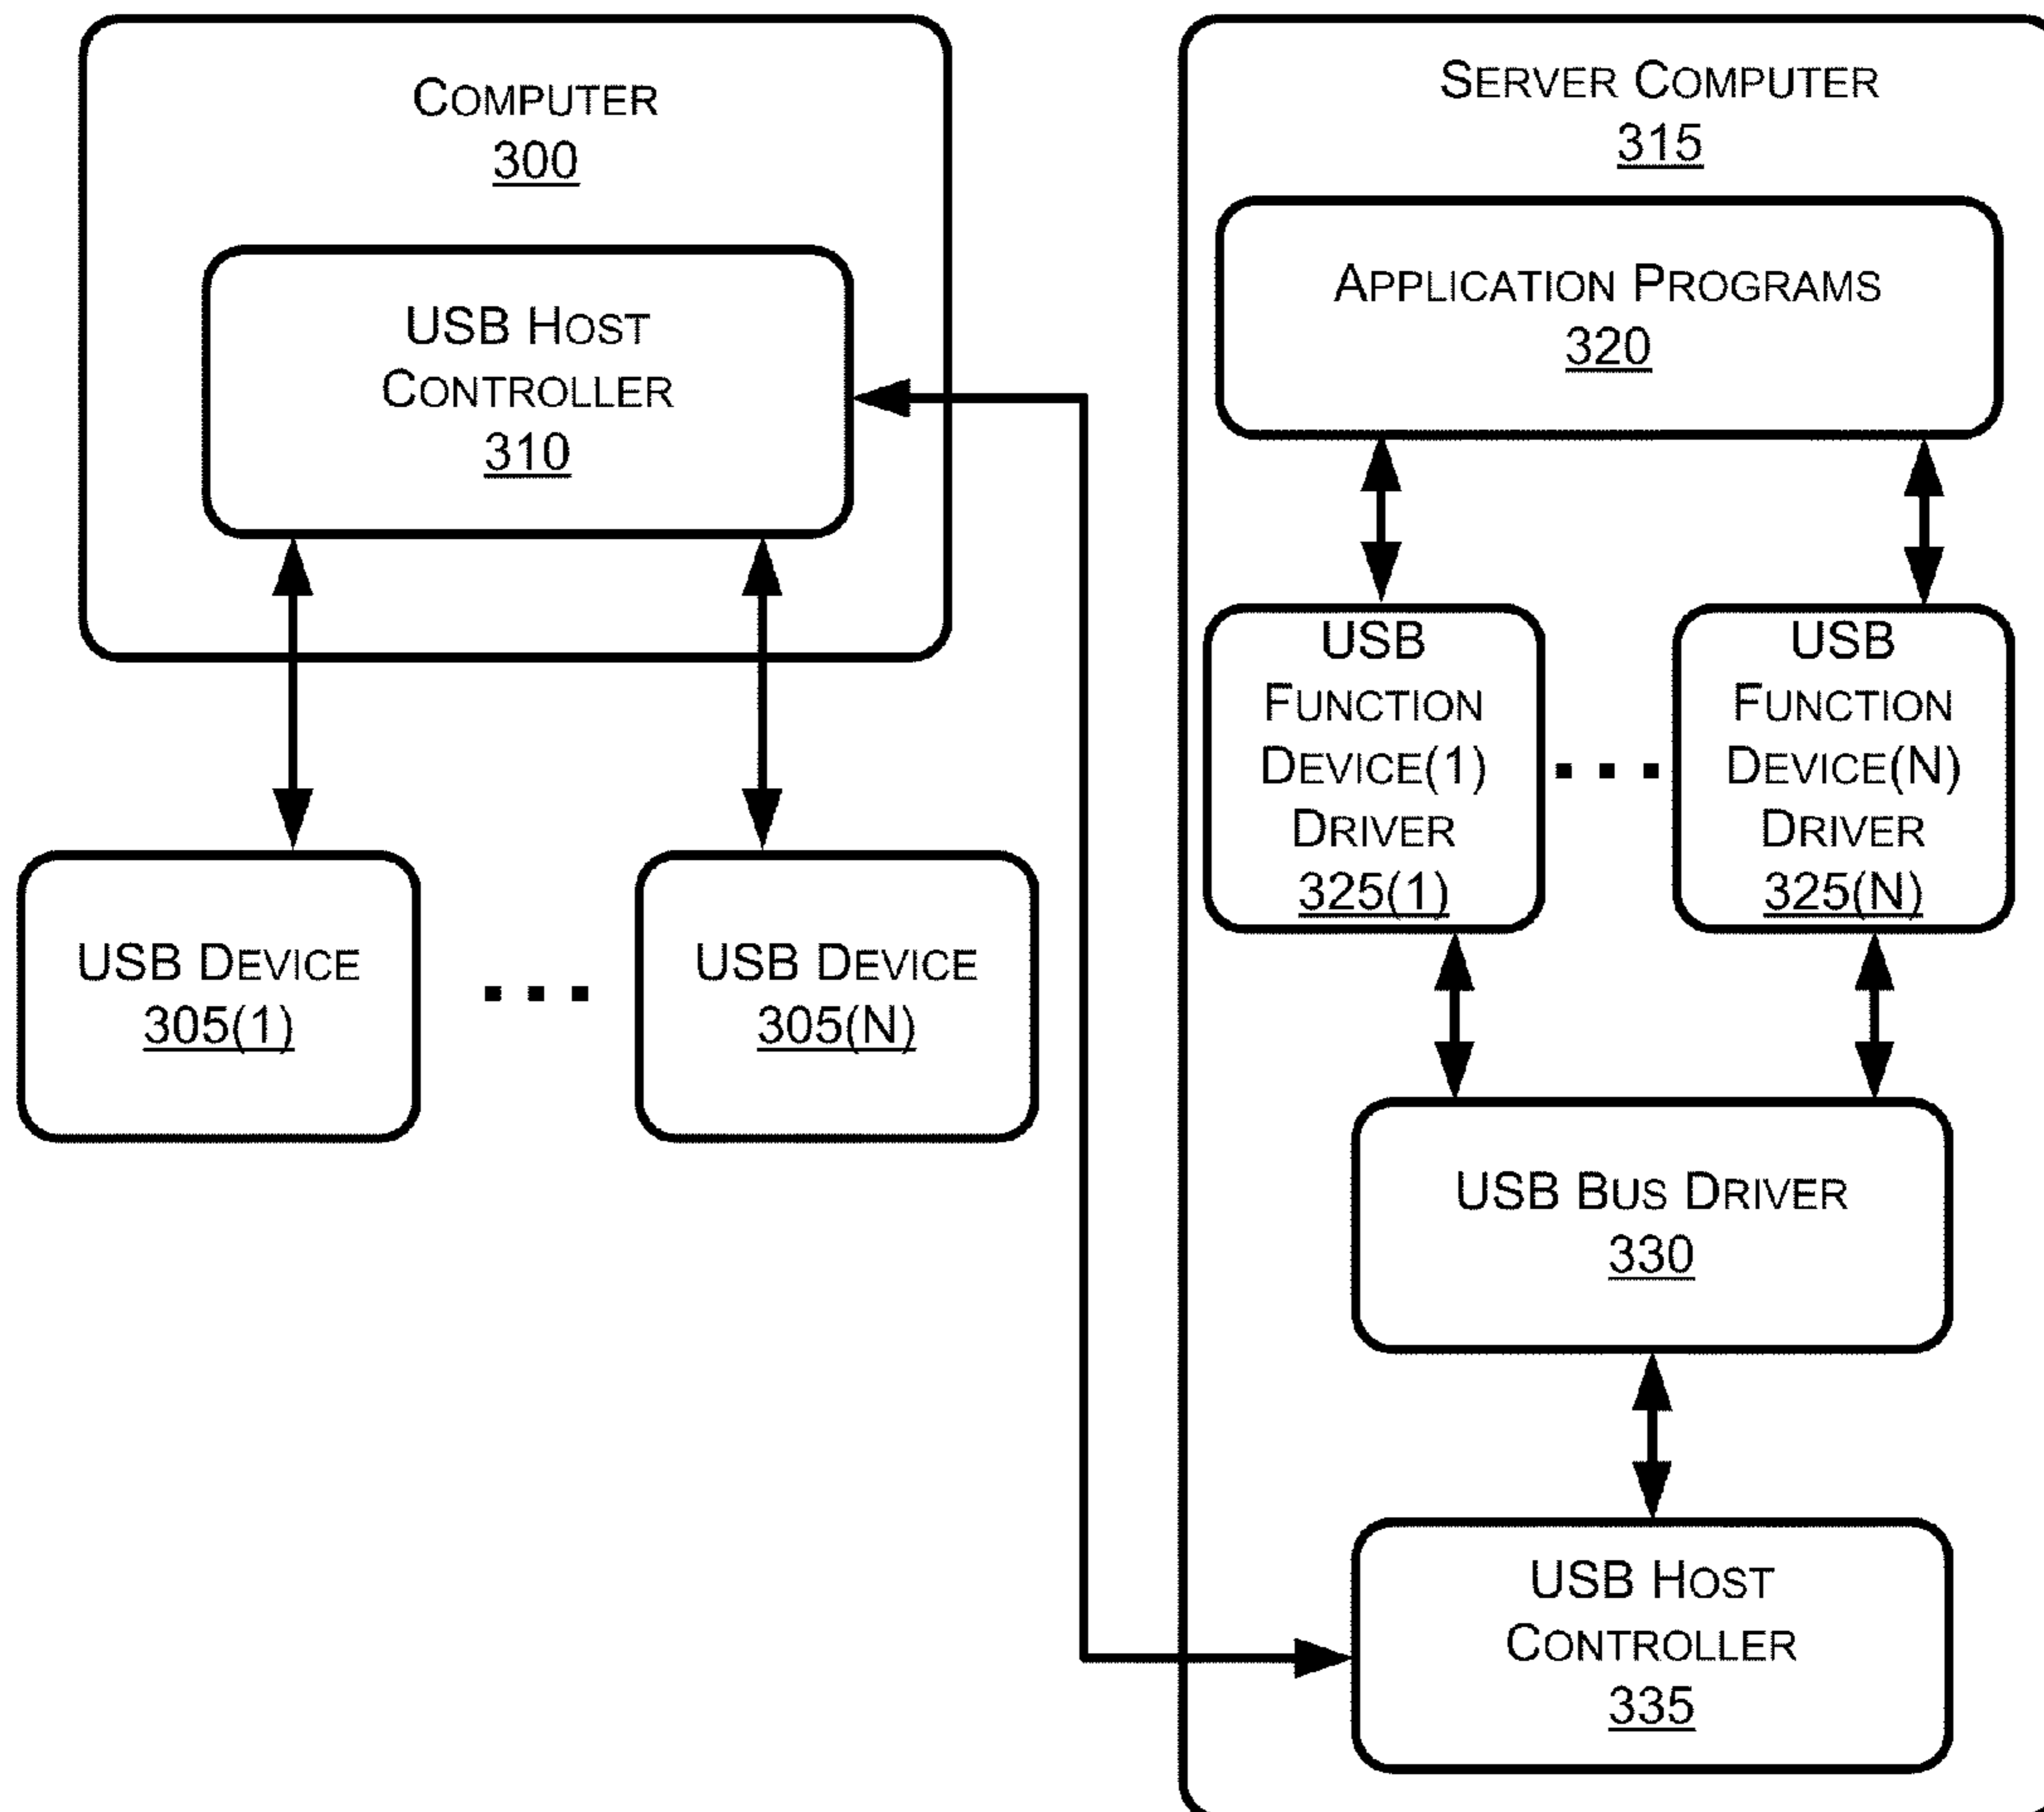 COMPUTER
300
USB HOST
CONTROLLER
310
USB DEVICE
305(1)
...
USB DEVICE
305(N)
SERVER COMPUTER
315
APPLICATION PROGRAMS
320
USB
FUNCTION
DEVICE(1)
DRIVER
325(1)
...
USB
FUNCTION
DEVICE(N)
DRIVER
325(N)
USB BUS DRIVER
330
USB HOST
CONTROLLER
335